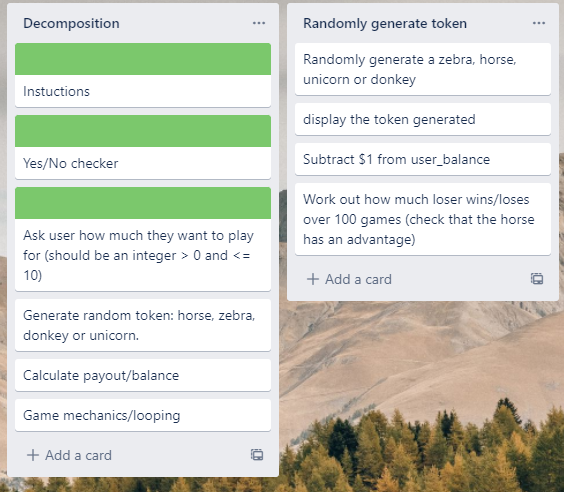 Decomposition
Instuctions
Yes/No checker
Ask user how much they want to play
for (should be an integer > 0 and <=
10)
Generate random token: horse, zebra,
donkey or unicorn.
Calculate payout/balance
Game mechanics/looping
+ Add a card
Randomly generate token
Randomly generate a zebra, horse,
unicorn or donkey
display the token generated
Subtract $1 from user_balance
Work out how much loser wins/loses
over 100 games (check that the horse
has an advantage)
+ Add a card